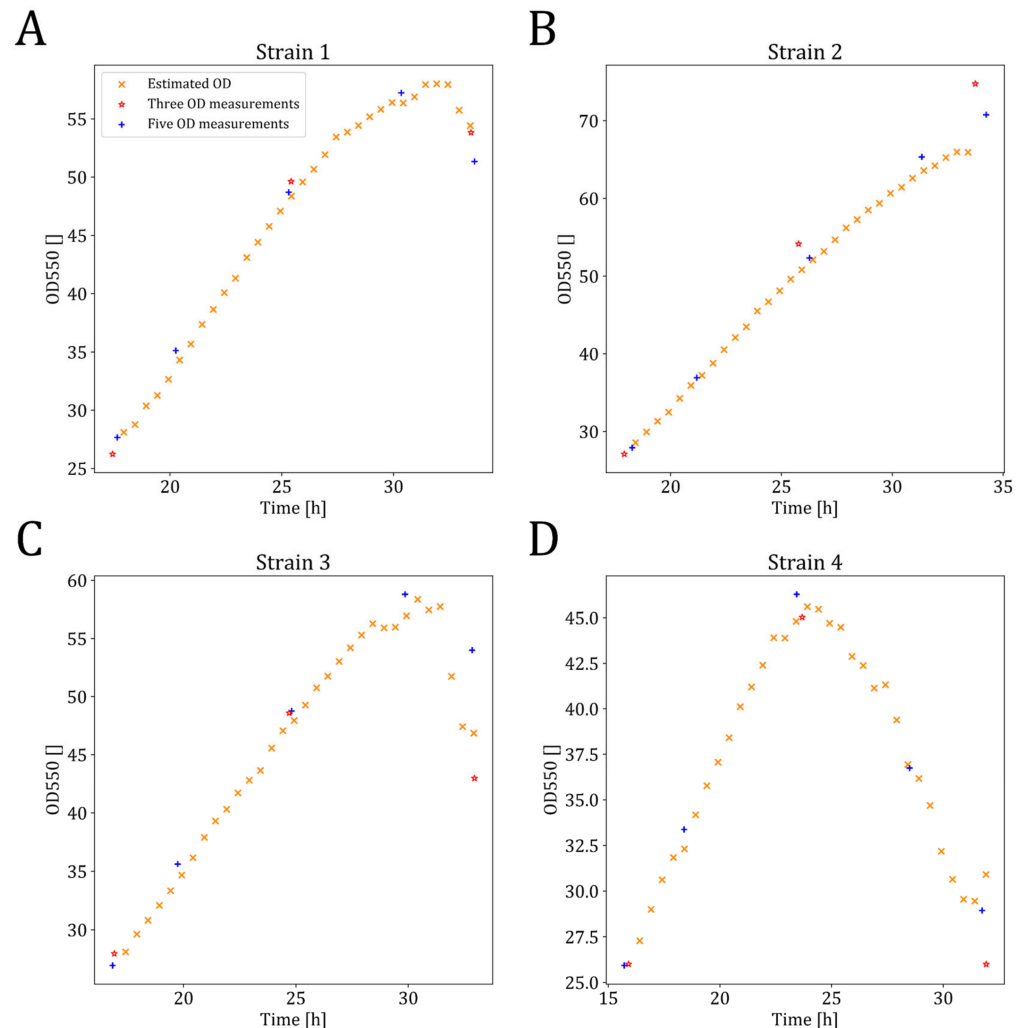 A
Strain 1
Estimated OD
Three OD measurements
Five OD measurements
55
50
45
40
35
30
25
OD550 []
20
25
30
Time [h]
B
Strain 2
70
60
50
40
30
OD550 []
20
25
30
35
Time [h]
C
Strain 3
60
55
50
45
40
35
30
OD550 []
20
25
30
Time [h]
D
Strain 4
45.0
42.5
40.0
37.5
35.0
32.5
30.0
27.5
25.0
OD550 []
15
20
25
30
Time [h]